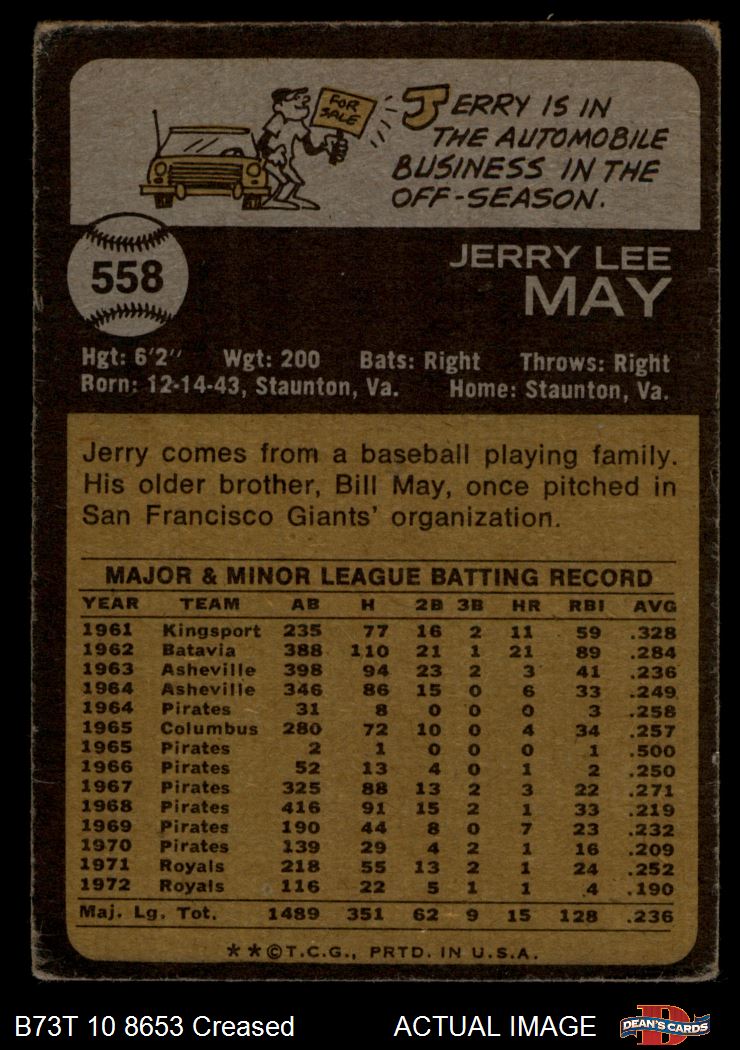 FOR
SALE
JERRY IS IN
THE AUTOMOBILE
BUSINESS IN THE
OFF-SEASON.
558
JERRY LEE
MAY
Hgt: 6'2" Wgt: 200 Bats: Right Throws: Right
Born: 12-14-43, Staunton, Va. Home: Staunton, Va.
Jerry comes from a baseball playing family.
His older brother, Bill May, once pitched in
San Francisco Giants' organization.
MAJOR & MINOR LEAGUE BATTING RECORD
YEAR TEAM AB H 2B 3B HR RBI AVG
1961 Kingsport 235 77 16 2 11 59 .328
1962 Batavia 388 110 21 1 21 89 .284
1963 Asheville 398 94 23 2 3 41 .236
1964 Asheville 346 86 15 0 6 33 .249
1964 Pirates 31 8 0 0 0 3 .258
1965 Columbus 280 72 10 0 4 34 .257
1965 Pirates 2 1 0 0 0 1 .500
1966 Pirates 52 13 4 0 1 2 .250
1967 Pirates 325 88 13 2 3 22 .271
1968 Pirates 416 91 15 2 1 33 .219
1969 Pirates 190 44 8 0 7 23 .232
1970 Pirates 139 29 4 2 1 16 .209
1971 Royals 218 55 13 2 1 24 .252
1972 Royals 116 22 5 1 1 4 .190
Maj. Lg. Tot. 1489 351 62 9 15 128 .236
**©T.C.G., PRTD. IN U.S.A.
B73T 10 8653 Creased ACTUAL IMAGE
D
DEAN'S CARDS